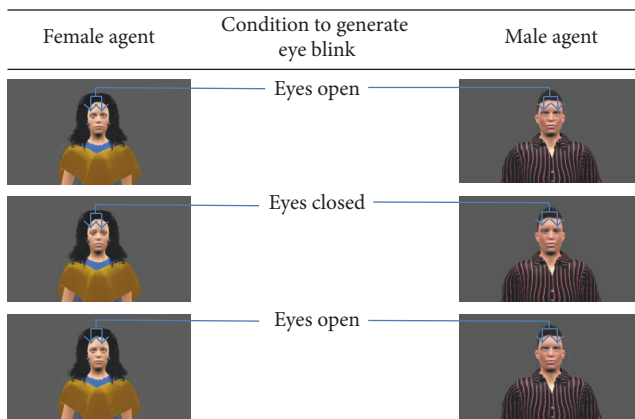 Female agent
Condition to generate
eye blink
Male agent
Eyes open
Eyes closed
Eyes open